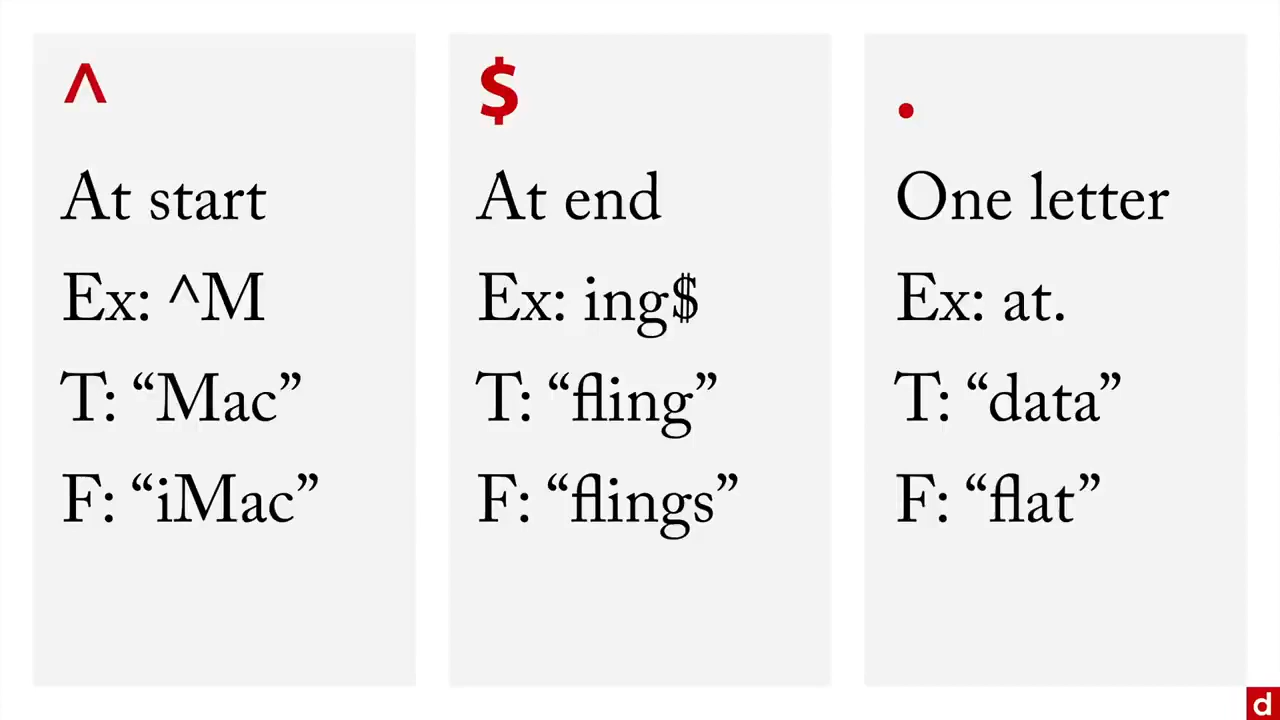 ^
At start
Ex: ^M
T: “Mac”
F: “iMac”
$
At end
Ex: ing$
T: “fling”
F: “flings”
.
One letter
Ex: at.
T: “data”
F: “flat”
d